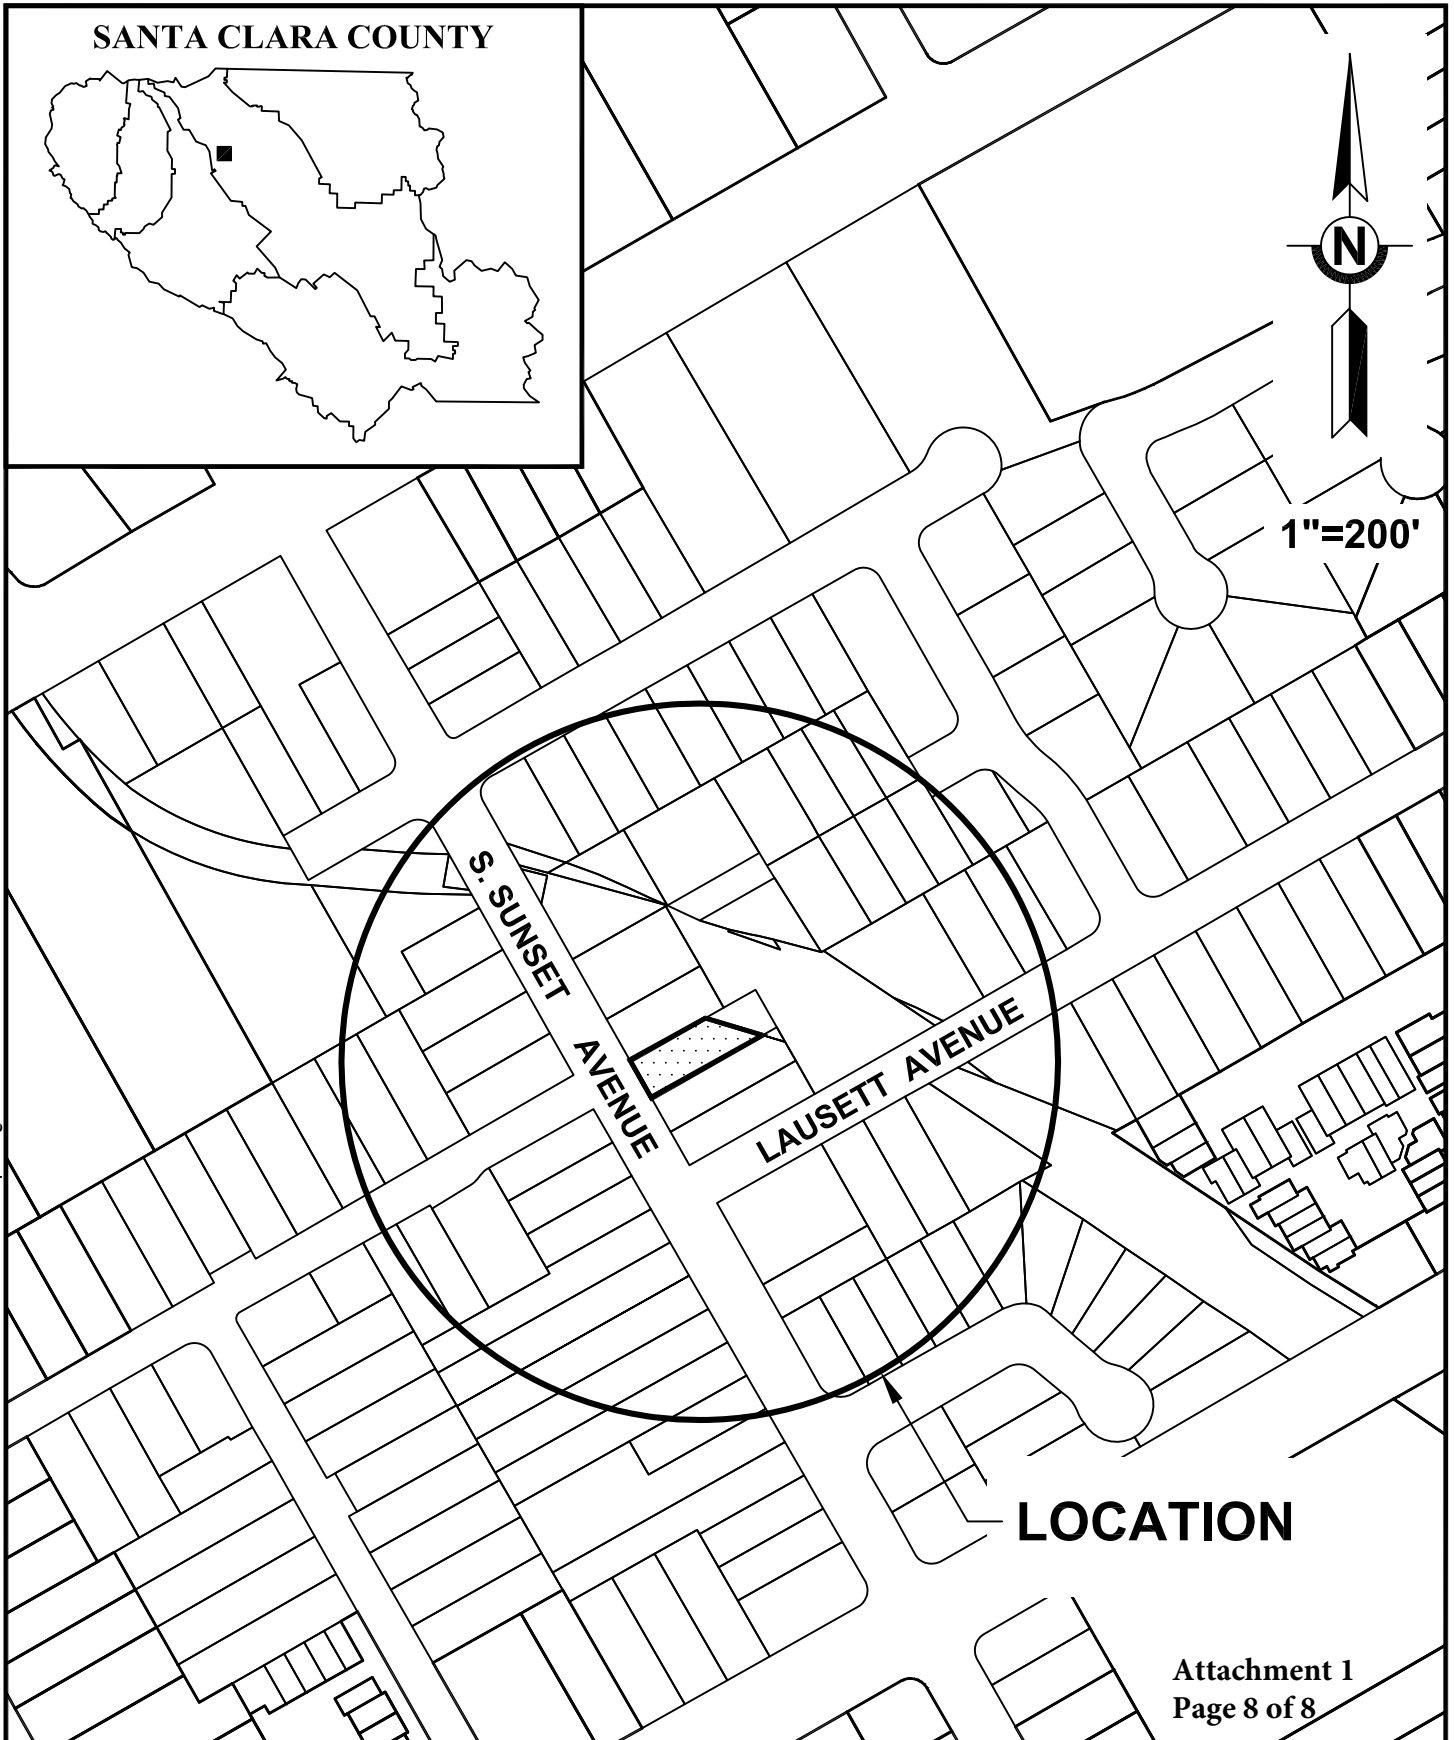 SANTA CLARA COUNTY
N
1"=200'
S. SUNSET AVENUE
LAUSETT AVENUE
LOCATION
Attachment 1
Page 8 of 8